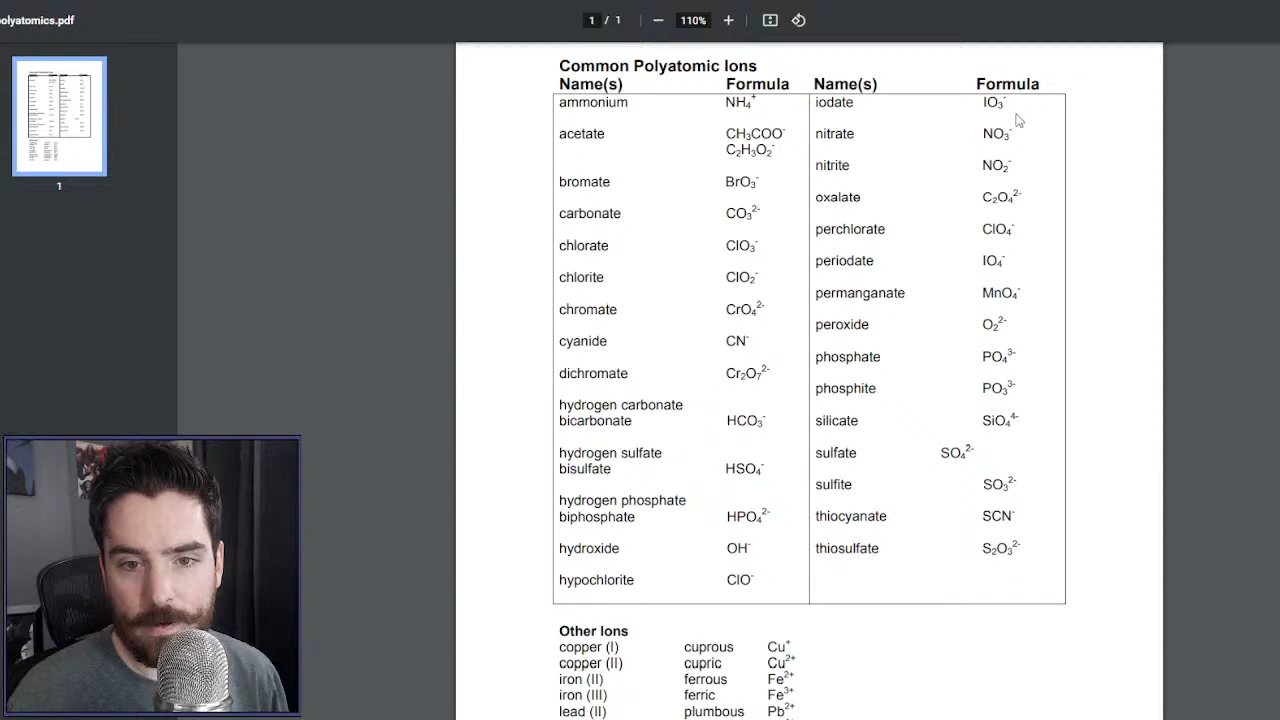 olyatomics.pdf
1 / 1 — 110% +
1
Common Polyatomic Ions
Name(s) Formula Name(s) Formula
ammonium NH₄⁺ iodate IO₃⁻
acetate CH₃COO⁻ nitrate NO₃⁻
C₂H₃O₂⁻
nitrite NO₂⁻
bromate BrO₃⁻
oxalate C₂O₄²⁻
carbonate CO₃²⁻
perchlorate ClO₄⁻
chlorate ClO₃⁻
periodate IO₄⁻
chlorite ClO₂⁻
permanganate MnO₄⁻
chromate CrO₄²⁻
peroxide O₂²⁻
cyanide CN⁻
phosphate PO₄³⁻
dichromate Cr₂O₇²⁻
phosphite PO₃³⁻
hydrogen carbonate
bicarbonate HCO₃⁻ silicate SiO₄⁴⁻
hydrogen sulfate sulfate SO₄²⁻
bisulfate HSO₄⁻
sulfite SO₃²⁻
hydrogen phosphate
biphosphate HPO₄²⁻ thiocyanate SCN⁻
hydroxide OH⁻ thiosulfate S₂O₃²⁻
hypochlorite ClO⁻
Other Ions
copper (I) cuprous Cu⁺
copper (II) cupric Cu²⁺
iron (II) ferrous Fe²⁺
iron (III) ferric Fe³⁺
lead (II) plumbous Pb²⁺